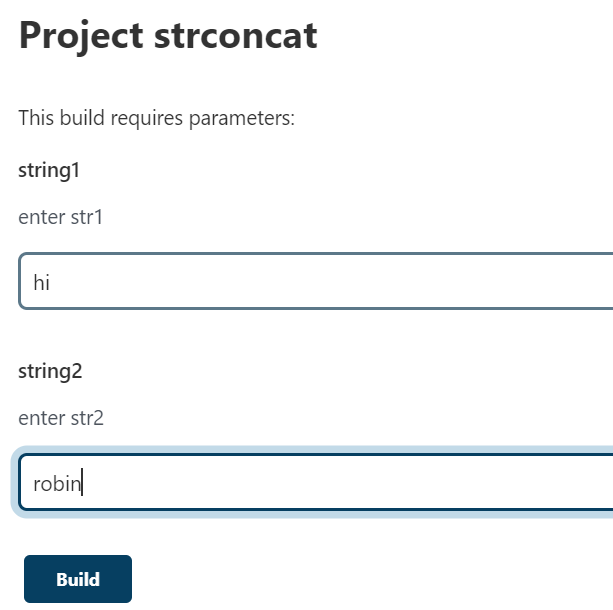 Project strconcat
This build requires parameters:
string1
enter str1
hi
string2
enter str2
robin
Build